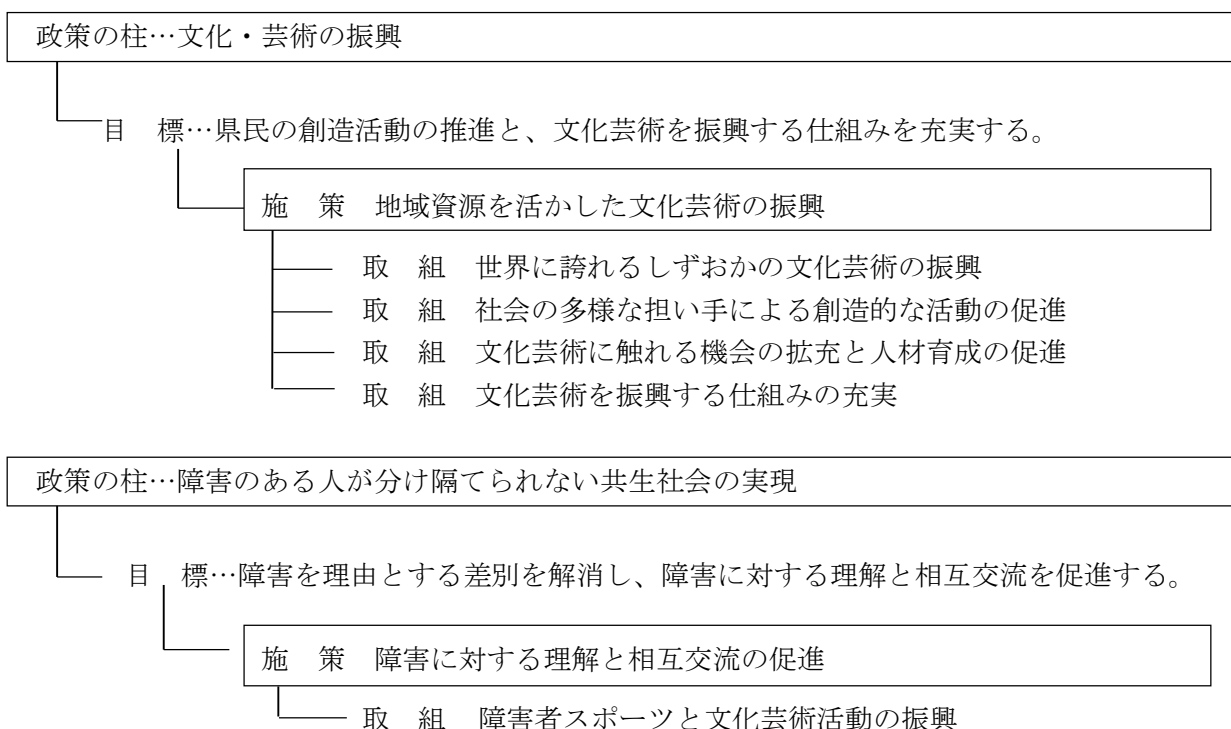 政策の柱…文化・芸術の振興
目　標…県民の創造活動の推進と、文化芸術を振興する仕組みを充実する。
施　策　地域資源を活かした文化芸術の振興
取　組　世界に誇れるしずおかの文化芸術の振興
取　組　社会の多様な担い手による創造的な活動の促進
取　組　文化芸術に触れる機会の拡充と人材育成の促進
取　組　文化芸術を振興する仕組みの充実
政策の柱…障害のある人が分け隔てられない共生社会の実現
目　標…障害を理由とする差別を解消し、障害に対する理解と相互交流を促進する。
施　策　障害に対する理解と相互交流の促進
取　組　障害者スポーツと文化芸術活動の振興